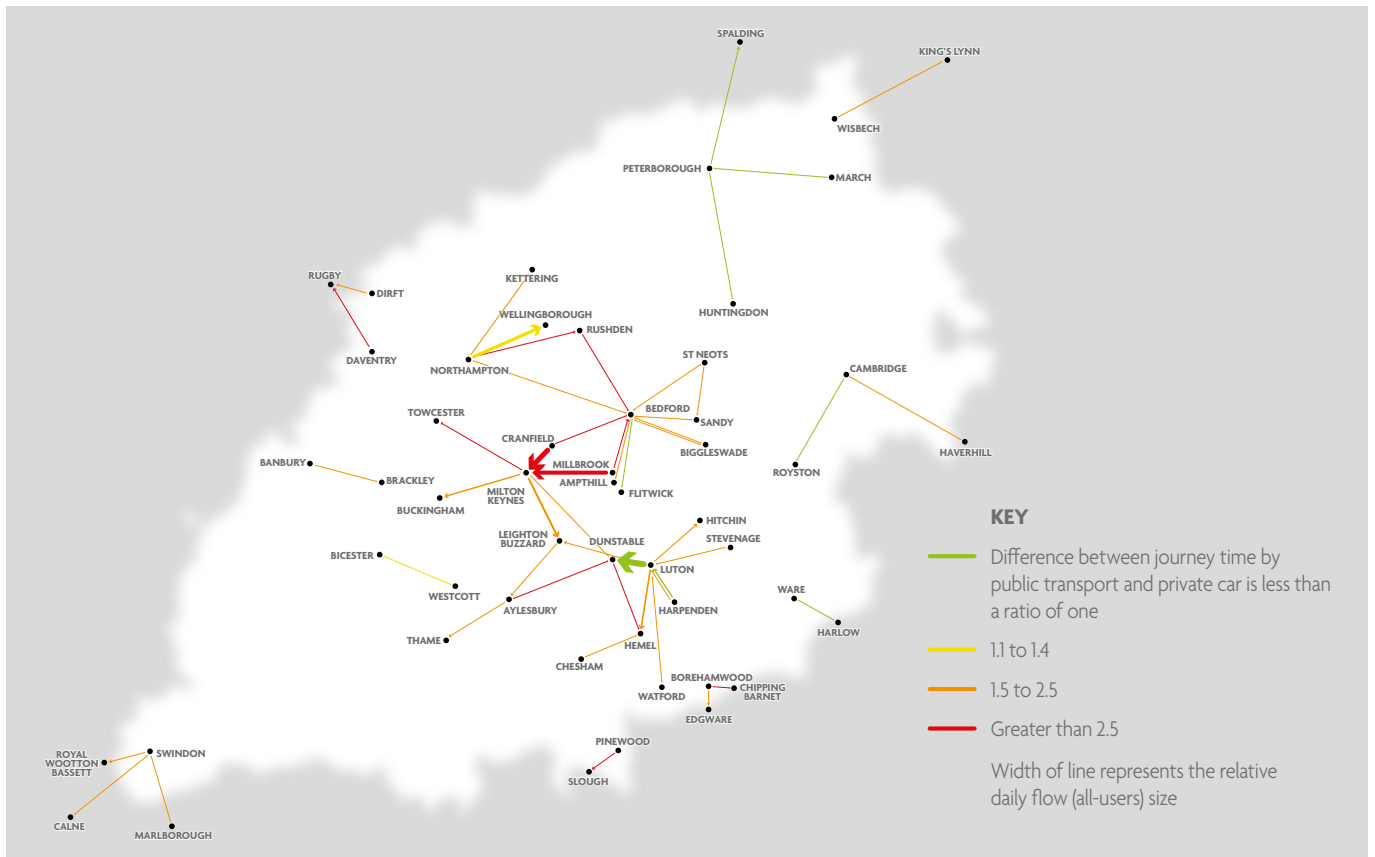 SPALDING
KING'S LYNN
WISBECH
PETERBOROUGH
MARCH
RUGBY
DIRFT
KETTERING
WELLINGBOROUGH
HUNTINGDON
RUSHDEN
DAVENTRY
NORTHAMPTON
ST NEOTS
CAMBRIDGE
TOWCESTER
BEDFORD
SANDY
CRANFIELD
BIGGLESWADE
HAVERHILL
BANBURY
MILLBROOK
ROYSTON
BRACKLEY
AMPTHILL
MILTON
KEYNES
FLITWICK
BUCKINGHAM
HITCHIN
LEIGHTON
BUZZARD
DUNSTABLE
STEVENAGE
BICESTER
LUTON
WESTCOTT
WARE
AYLESBURY
HARPENDEN
HARLOW
THAME
HEMEL
CHESHAM
BOREHAMWOOD
WATFORD
CHIPPING
BARNET
EDGWARE
PINEWOOD
SLOUGH
ROYAL
WOOTTON
BASSETT
SWINDON
CALNE
MARLBOROUGH
KEY
Difference between journey time by
public transport and private car is less than
a ratio of one
1.1 to 1.4
1.5 to 2.5
Greater than 2.5
Width of line represents the relative
daily flow (all-users) size